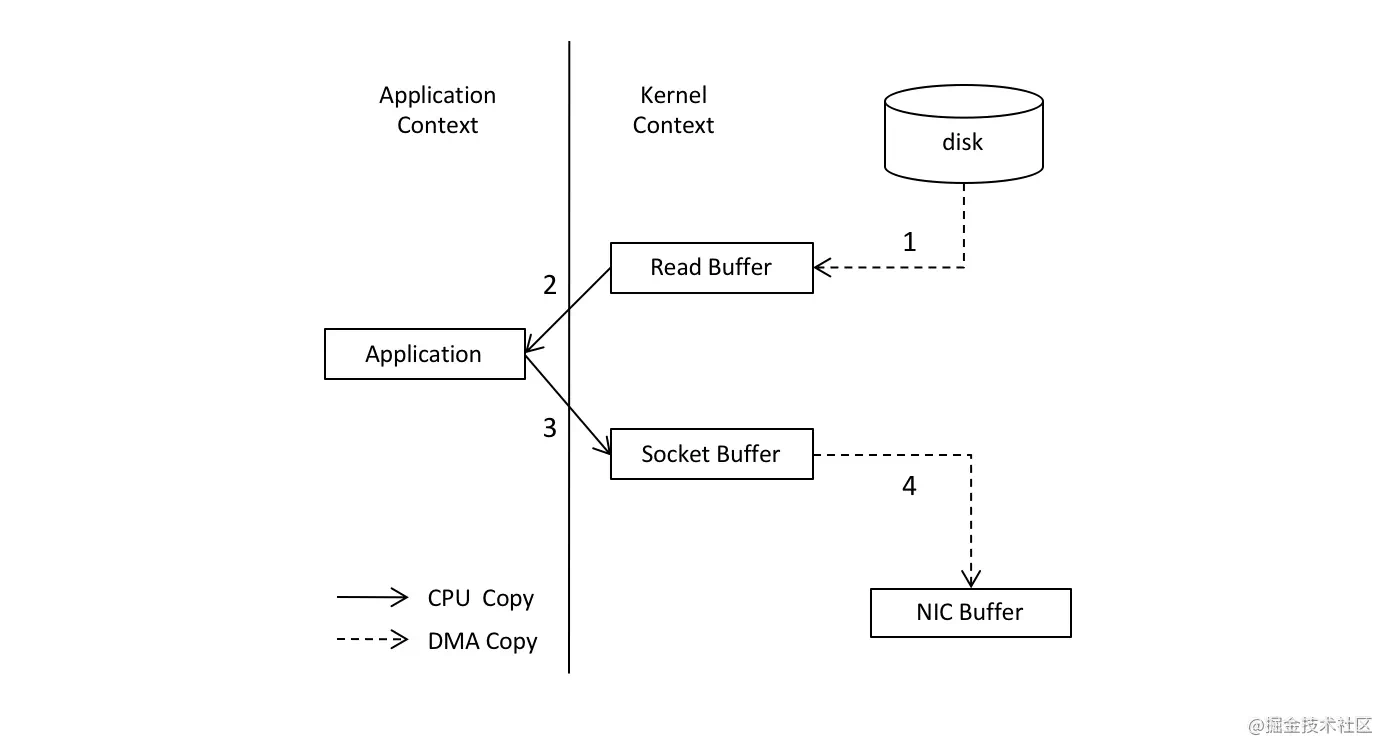 Application
Context
Kernel
Context
disk
1
Read Buffer
2
Application
3
Socket Buffer
4
CPU Copy
NIC Buffer
DMA Copy
@掘金技术社区